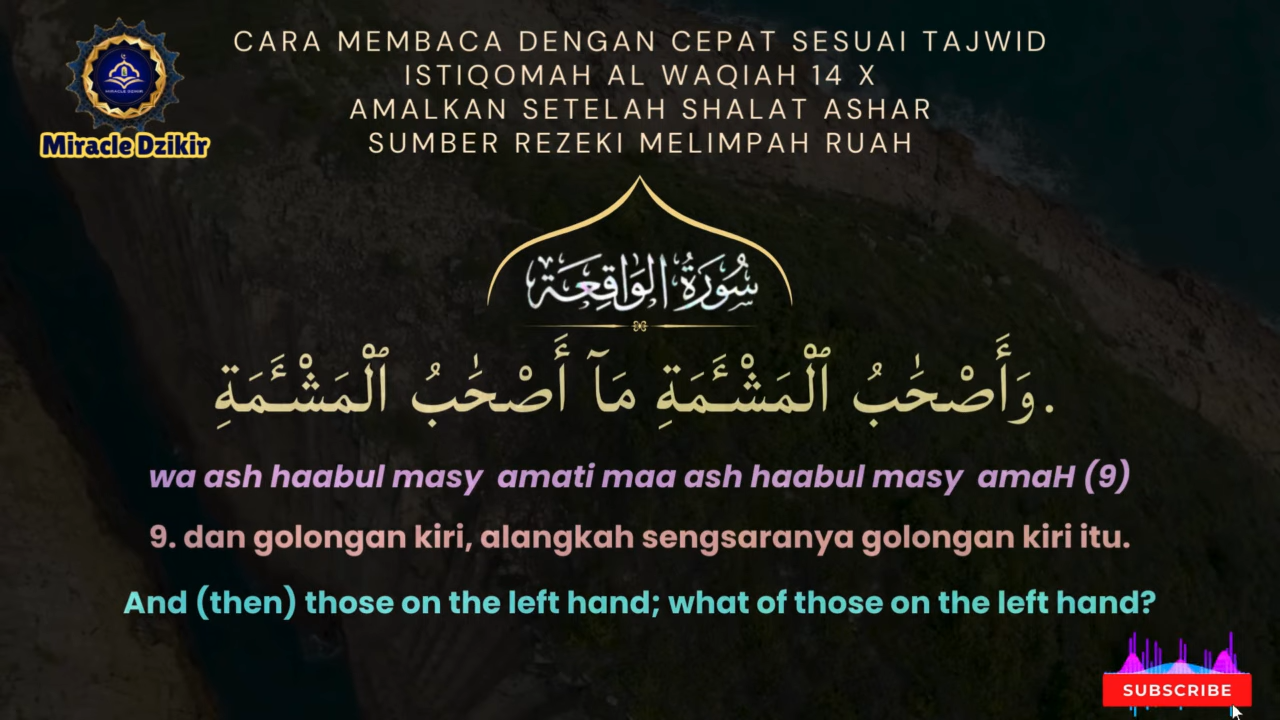 CARA MEMBACA DENGAN CEPAT SESUAI TAJWID
ISTIQOMAH AL WAQIAH 14 X
AMALKAN SETELAH SHALAT ASHAR
SUMBER REZEKI MELIMPAH RUAH
MIRACLE DZIKIR
Miracle Dzikir
سُورَةُ الوَاقِعَة
وَأَصْحَٰبُ ٱلْمَشْـَٔمَةِ مَآ أَصْحَٰبُ ٱلْمَشْـَٔمَةِ.
wa ash haabul masy amati maa ash haabul masy amaH (9)
9. dan golongan kiri, alangkah sengsaranya golongan kiri itu.
And (then) those on the left hand; what of those on the left hand?
SUBSCRIBE